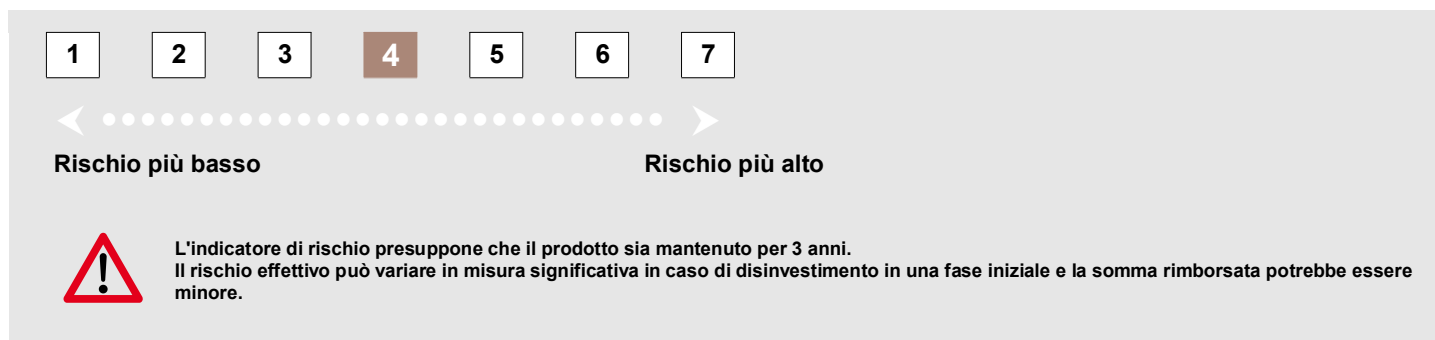 1 2 3 4 5 6 7
Rischio più basso Rischio più alto
L'indicatore di rischio presuppone che il prodotto sia mantenuto per 3 anni.
Il rischio effettivo può variare in misura significativa in caso di disinvestimento in una fase iniziale e la somma rimborsata potrebbe essere
minore.